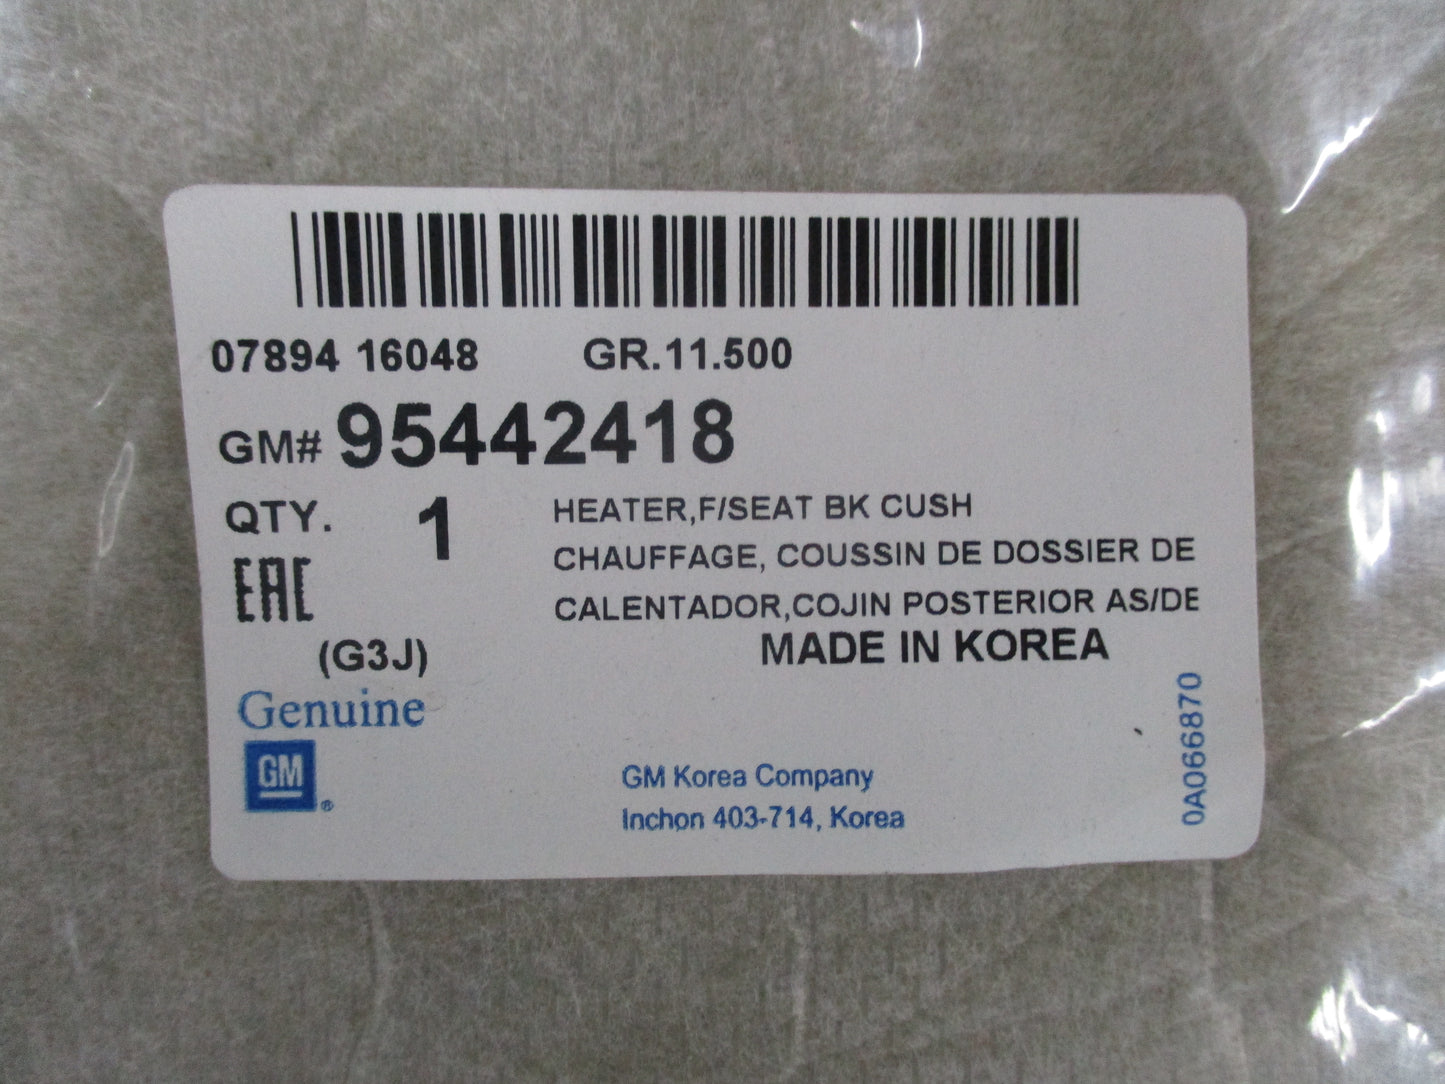 07894 16048 GR.11.500
GM# 95442418
QTY. 1
HEATER,F/SEAT BK CUSH
CHAUFFAGE, COUSSIN DE DOSSIER DE
CALENTADOR,COJIN POSTERIOR AS/DE
EAC
MADE IN KOREA
(G3J)
Genuine
GM ®
GM Korea Company
Inchon 403-714, Korea
0A066870